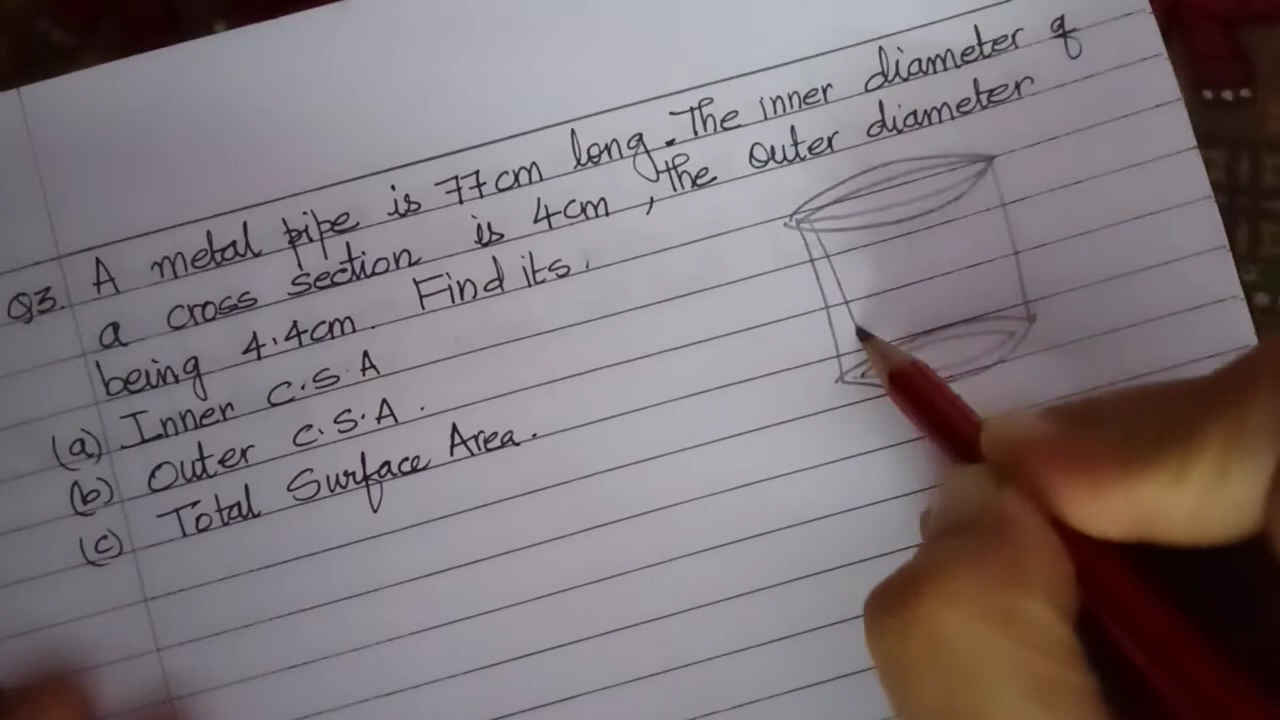 Q3. A metal pipe is 77cm long. The inner diameter of
a cross section is 4cm, the outer diameter
being 4.4cm. Find its.
(a) Inner C.S.A
(b) Outer C.S.A.
(c) Total Surface Area.